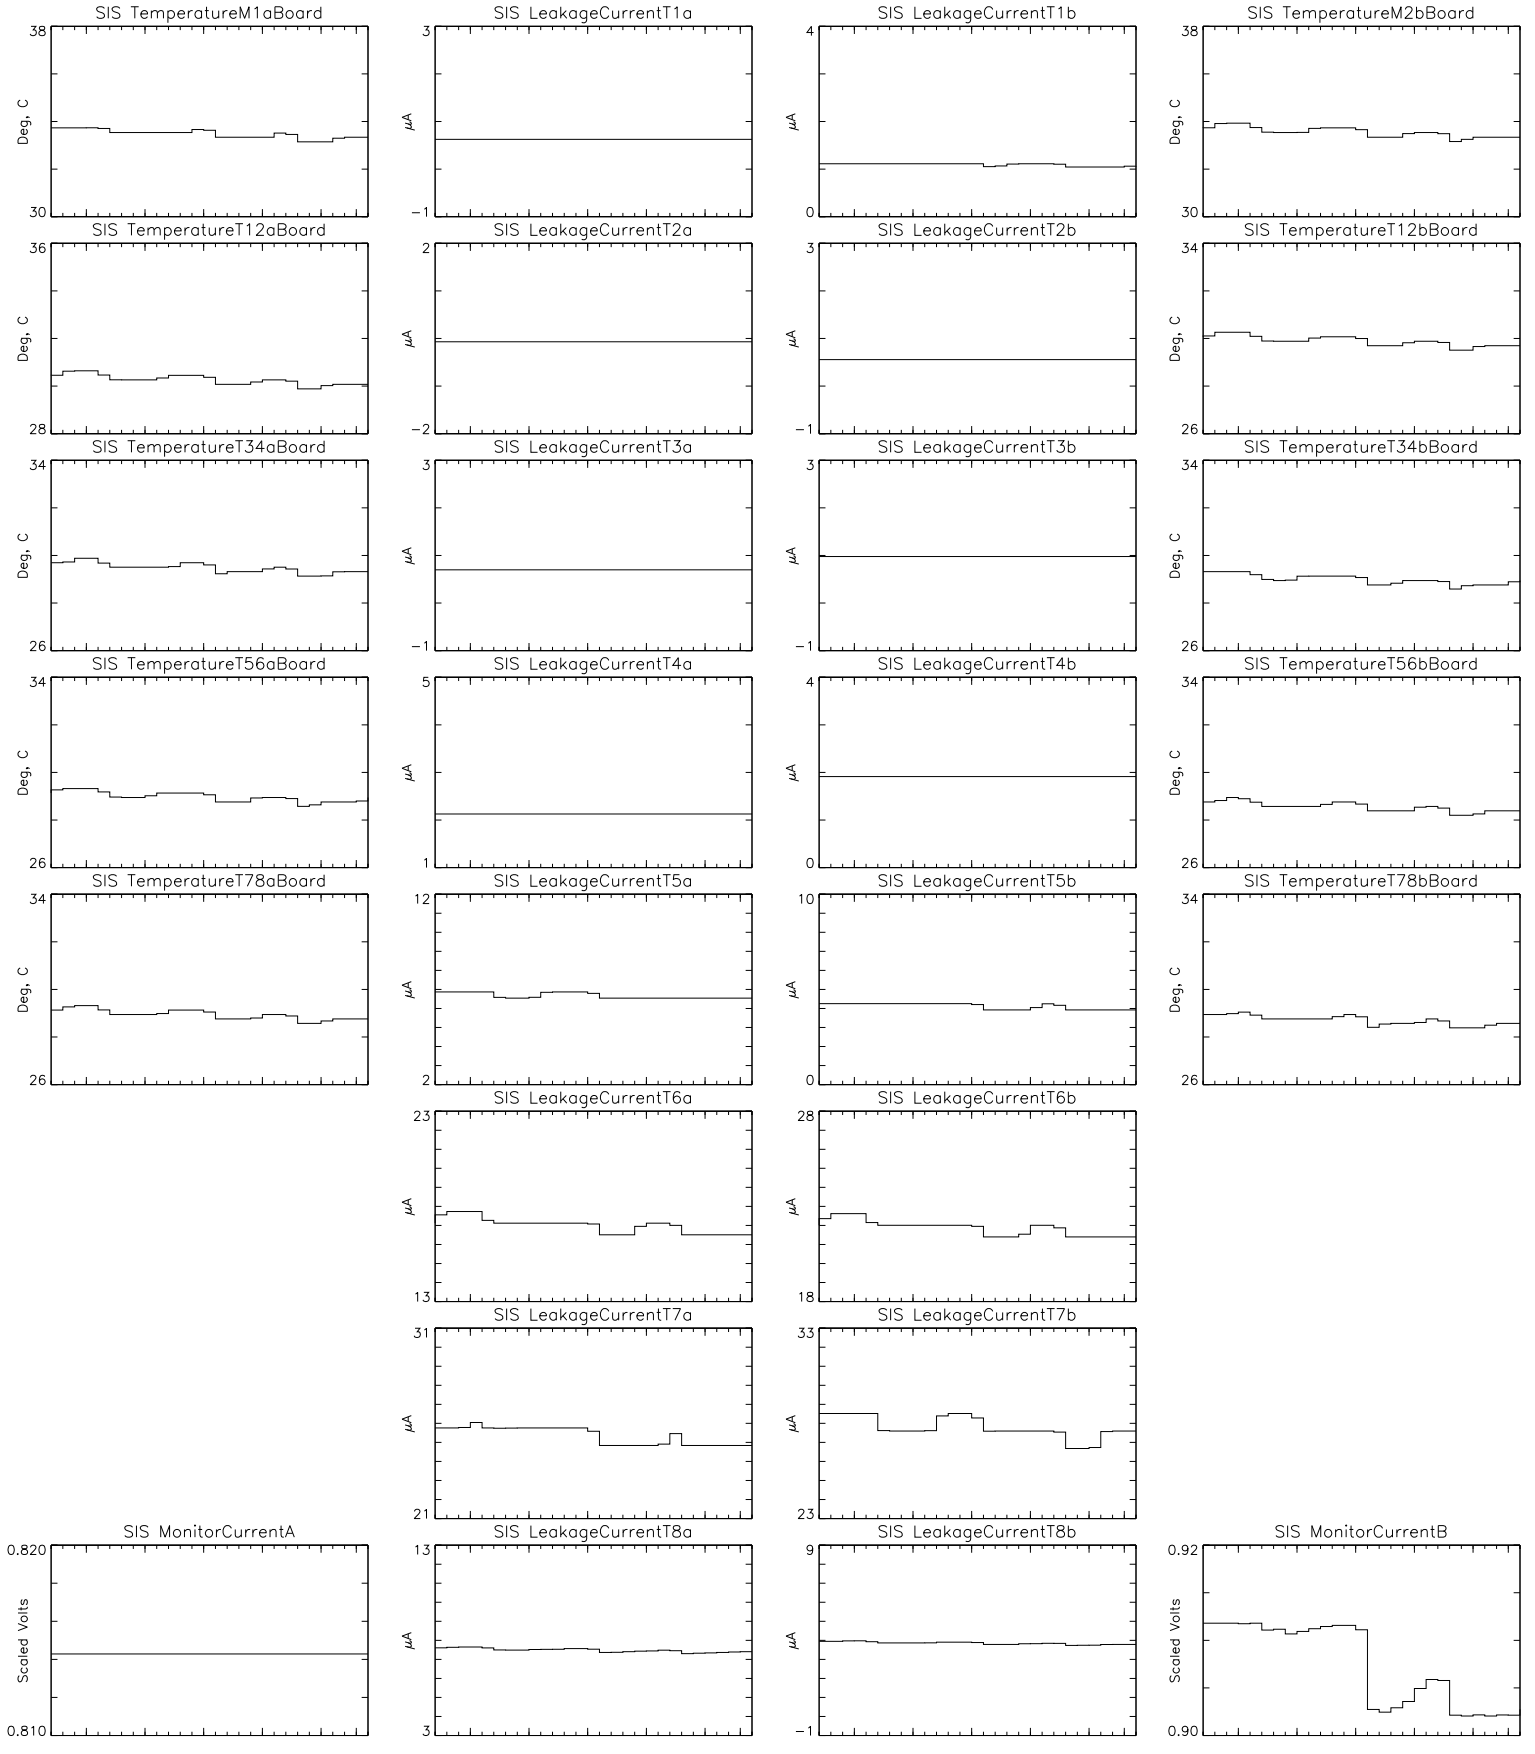 SIS TemperatureM1aBoard
38
Deg, C
30
SIS LeakageCurrentT1a
3
μA
−1
SIS LeakageCurrentT1b
4
μA
0
SIS TemperatureM2bBoard
38
Deg, C
30
SIS TemperatureT12aBoard
36
Deg, C
28
SIS LeakageCurrentT2a
2
μA
−2
SIS LeakageCurrentT2b
3
μA
−1
SIS TemperatureT12bBoard
34
Deg, C
26
SIS TemperatureT34aBoard
34
Deg, C
26
SIS LeakageCurrentT3a
3
μA
−1
SIS LeakageCurrentT3b
3
μA
−1
SIS TemperatureT34bBoard
34
Deg, C
26
SIS TemperatureT56aBoard
34
Deg, C
26
SIS LeakageCurrentT4a
5
μA
1
SIS LeakageCurrentT4b
4
μA
0
SIS TemperatureT56bBoard
34
Deg, C
26
SIS TemperatureT78aBoard
34
Deg, C
26
SIS LeakageCurrentT5a
12
μA
2
SIS LeakageCurrentT5b
10
μA
0
SIS TemperatureT78bBoard
34
Deg, C
26
SIS LeakageCurrentT6a
23
μA
13
SIS LeakageCurrentT6b
28
μA
18
SIS LeakageCurrentT7a
31
μA
21
SIS LeakageCurrentT7b
33
μA
23
SIS MonitorCurrentA
0.820
Scaled Volts
0.810
SIS LeakageCurrentT8a
13
μA
3
SIS LeakageCurrentT8b
9
μA
−1
SIS MonitorCurrentB
0.92
Scaled Volts
0.90